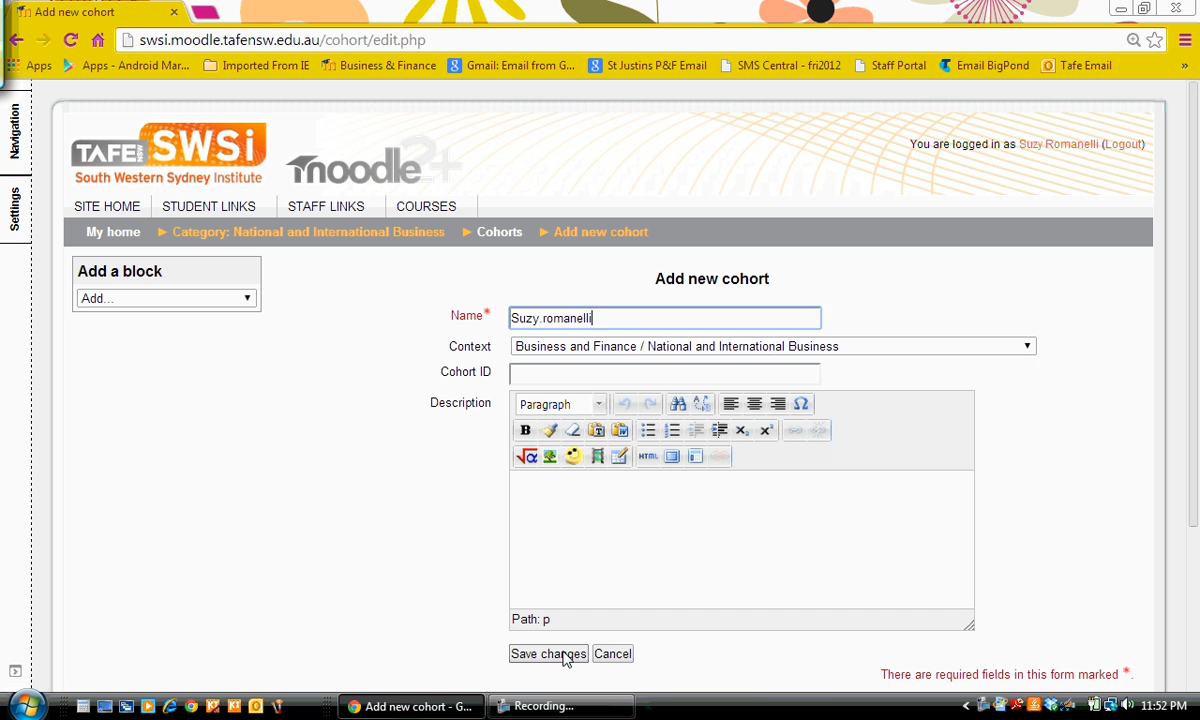 Add new cohort
swsi.moodle.tafensw.edu.au/cohort/edit.php
Apps
Apps - Android Mar...
Imported From IE
Business & Finance
Gmail: Email from G...
St Justins P&F Email
SMS Central - fri2012
Staff Portal
Email BigPond
Tafe Email
»
Navigation
Settings
TAFE NSW SWSi
South Western Sydney Institute
moodle 2+
You are logged in as Suzy Romanelli (Logout)
SITE HOME
STUDENT LINKS
STAFF LINKS
COURSES
My home ► Category: National and International Business ► Cohorts ► Add new cohort
Add a block
Add...
Add new cohort
Name*
Suzy.romanelli
Context
Business and Finance / National and International Business
Cohort ID
Description
Paragraph
HTML
Path: p
Save changes
Cancel
There are required fields in this form marked *.
Add new cohort - G...
Recording...
11:52 PM